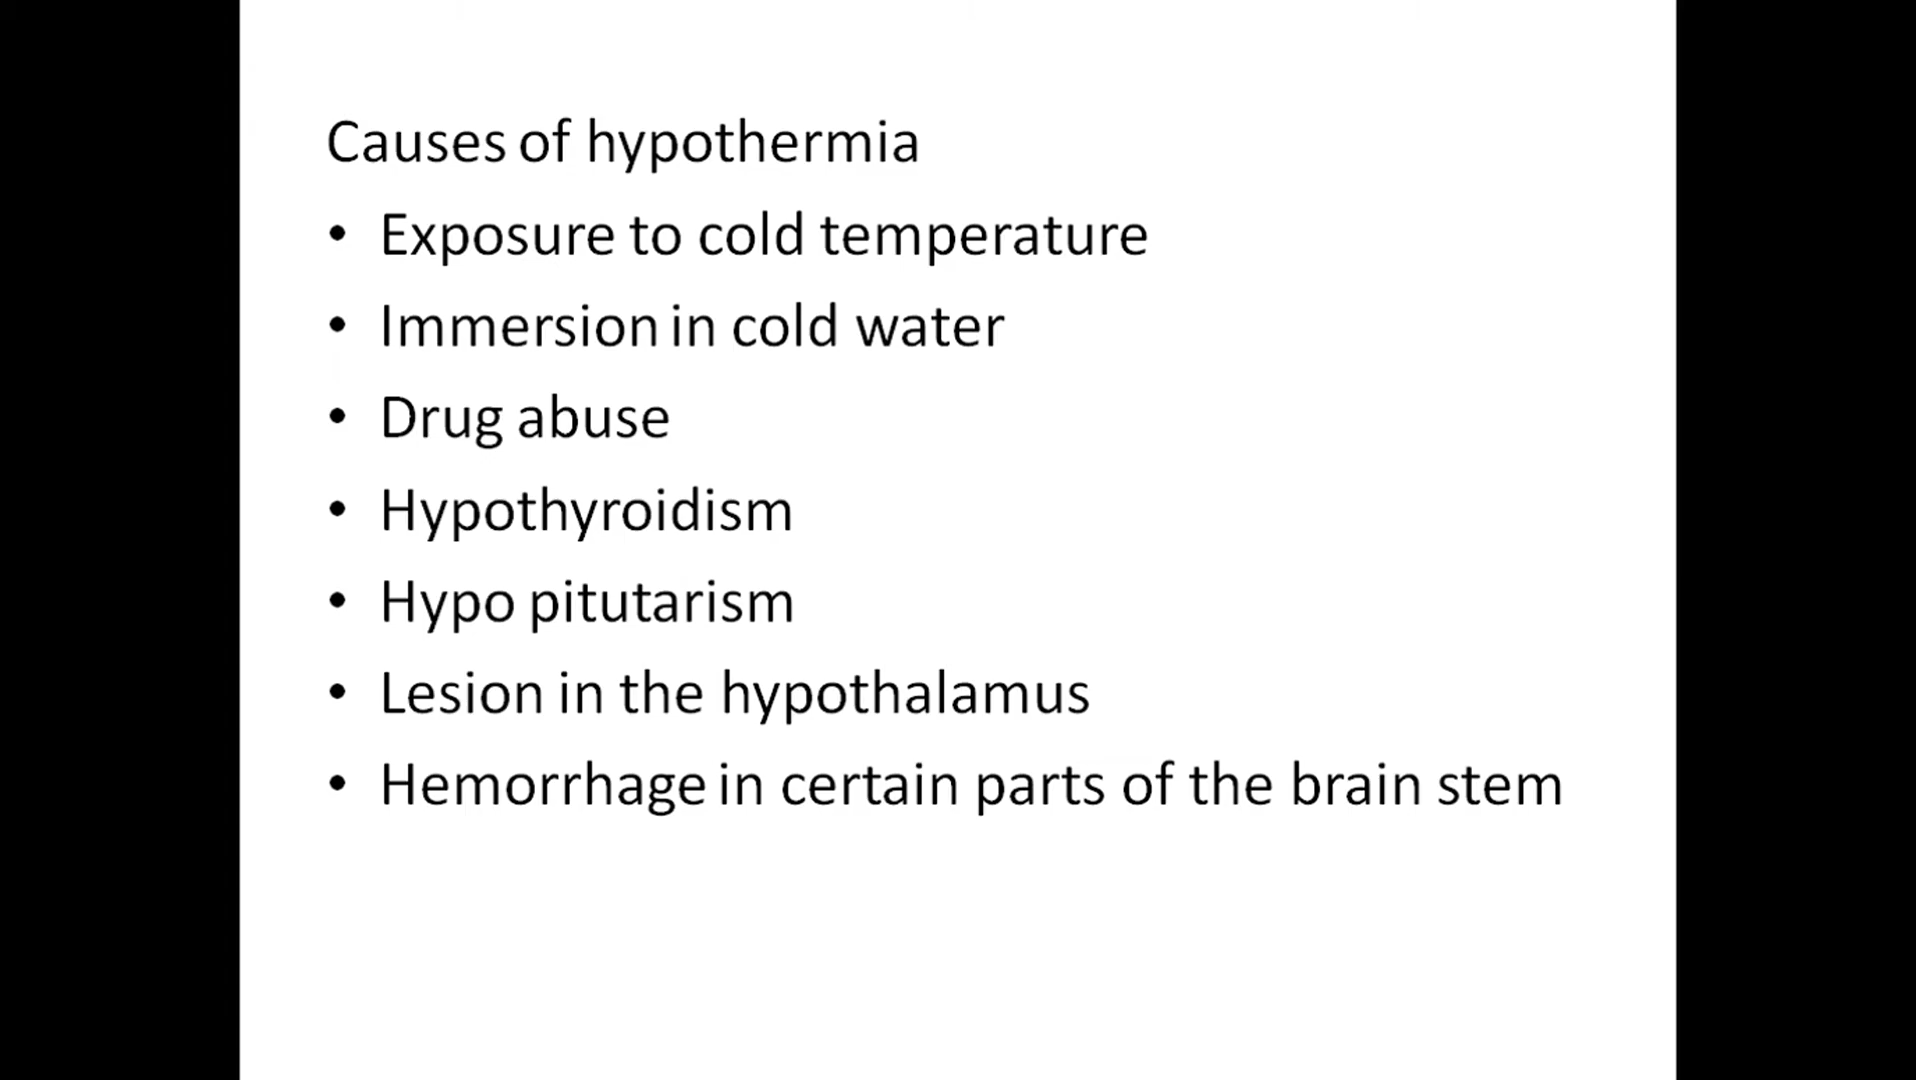 Causes of hypothermia
• Exposure to cold temperature
• Immersion in cold water
• Drug abuse
• Hypothyroidism
• Hypo pitutarism
• Lesion in the hypothalamus
• Hemorrhage in certain parts of the brain stem